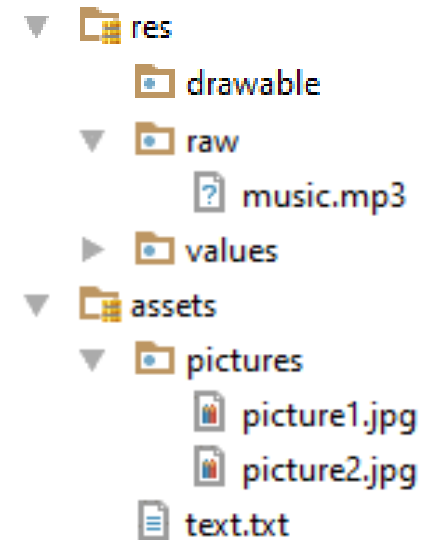 res
drawable
raw
music.mp3
values
assets
pictures
picture1.jpg
picture2.jpg
text.txt